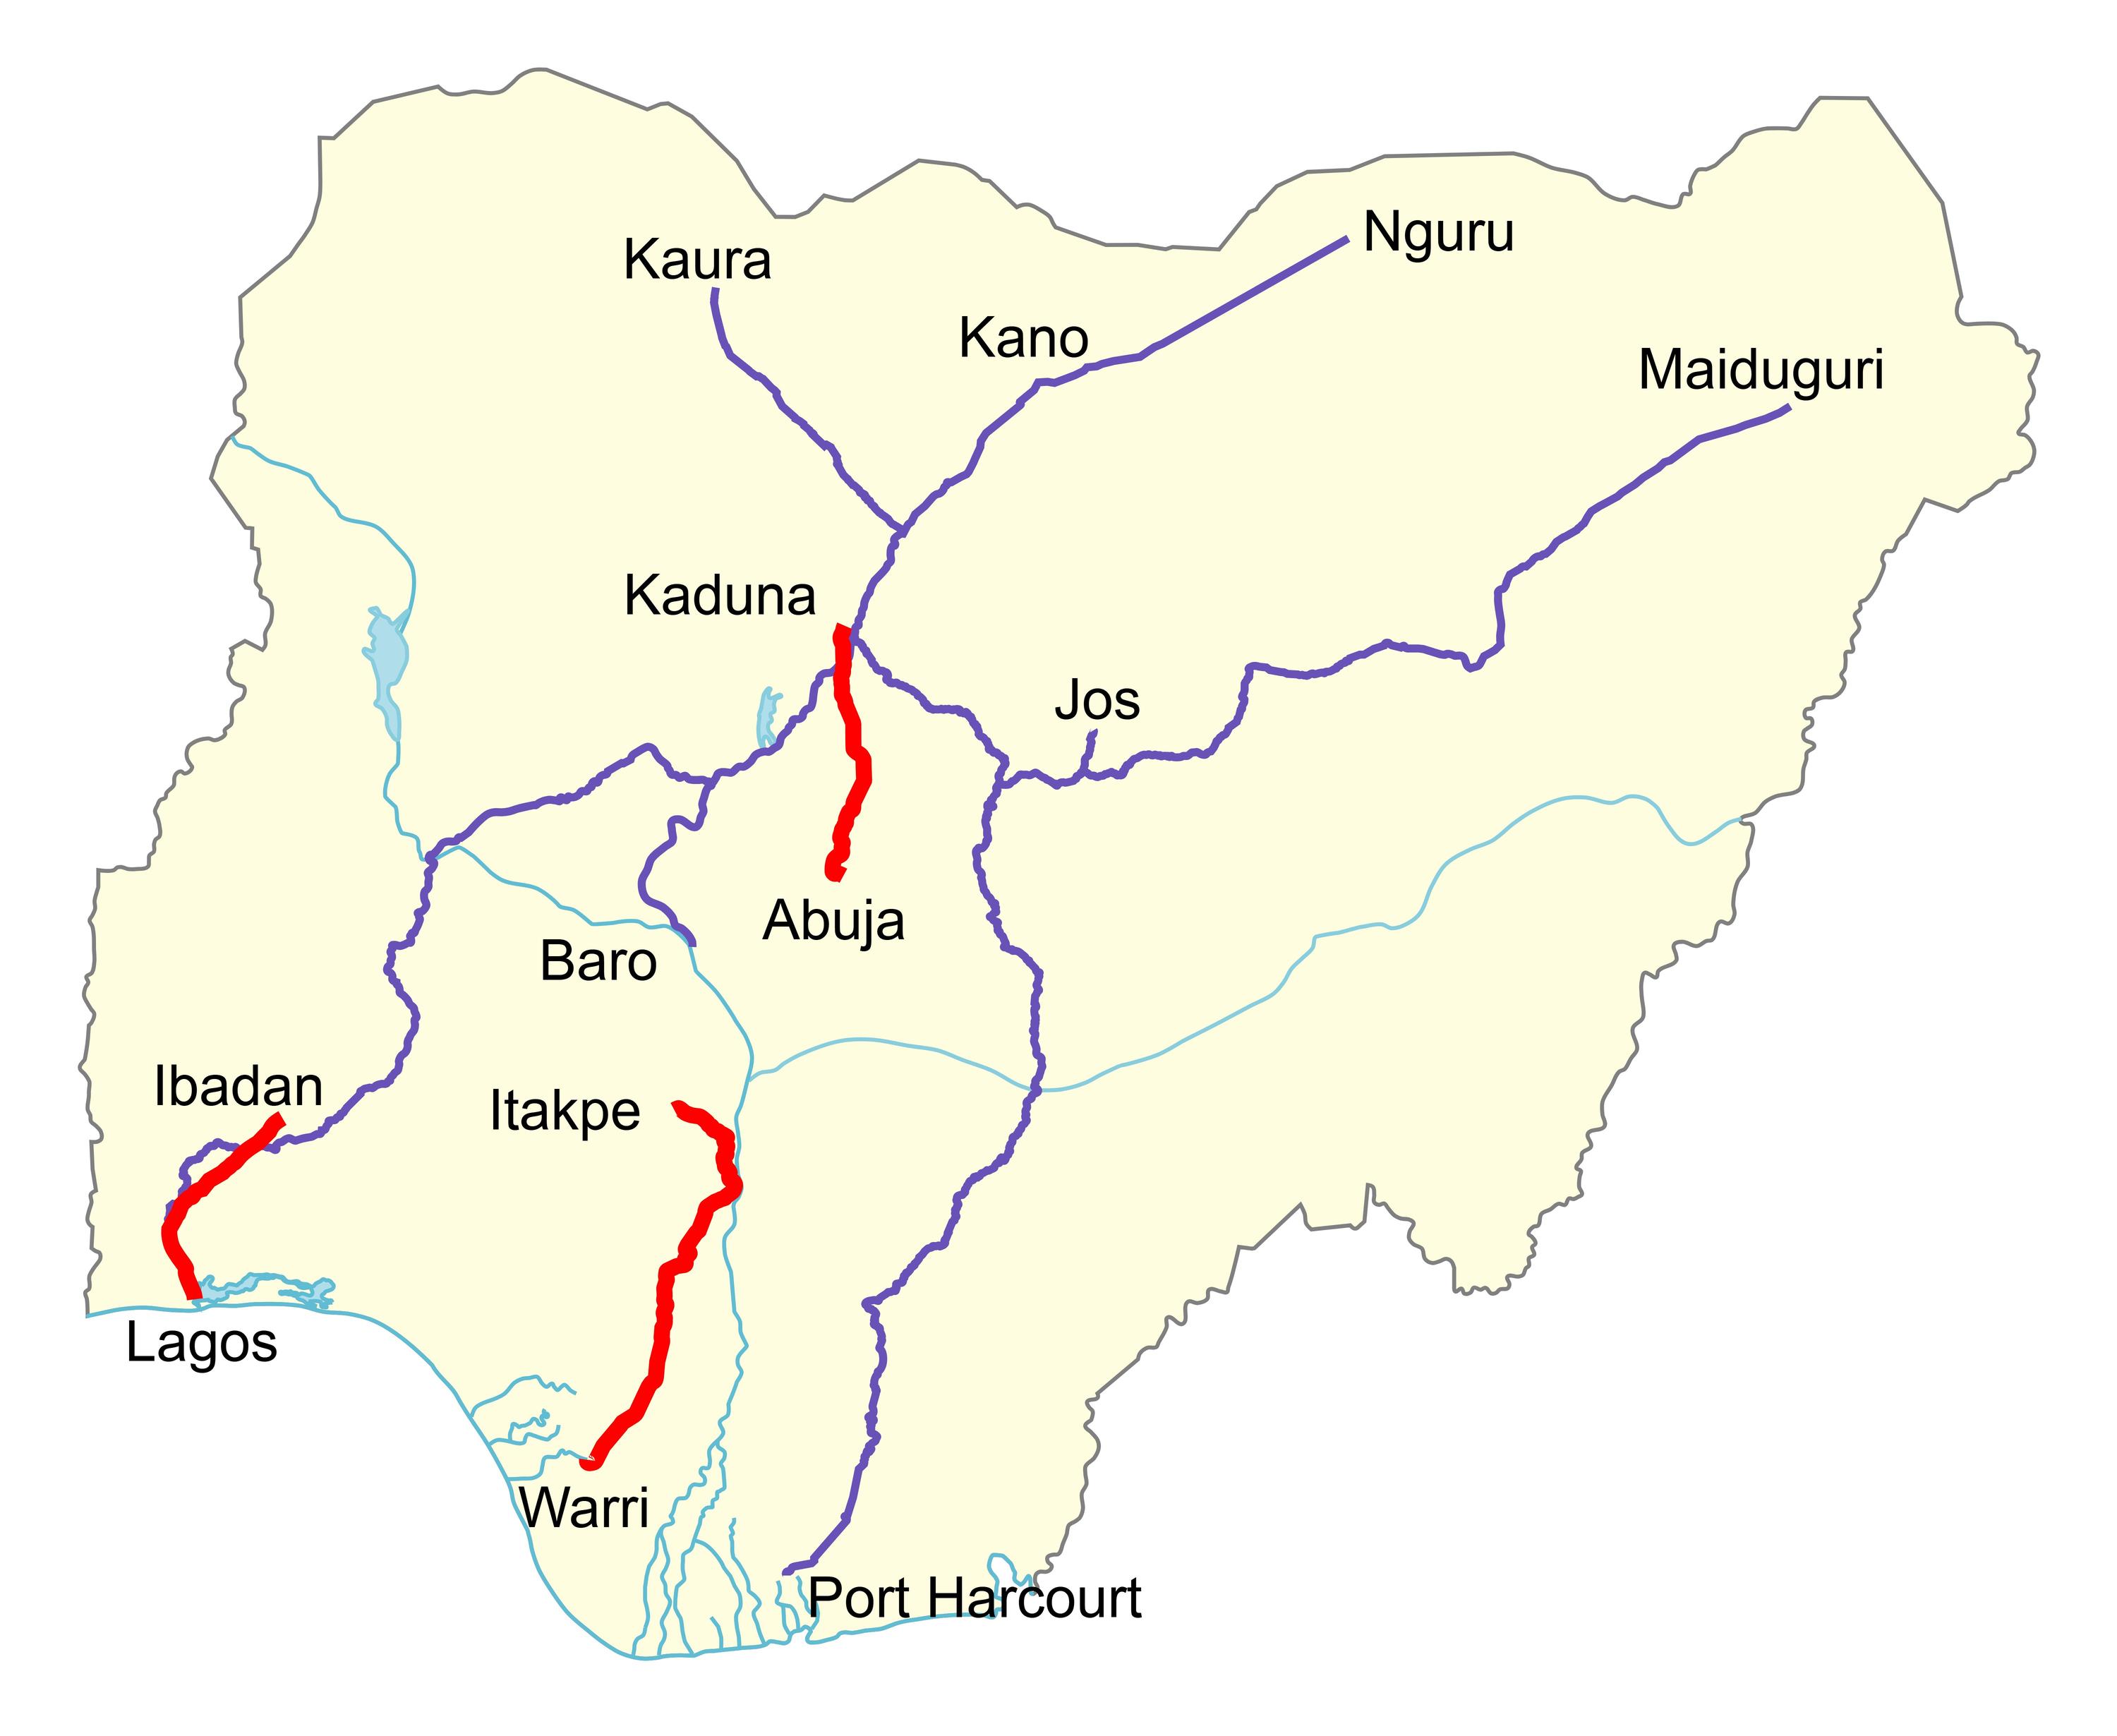 Nguru
Kaura
Kano
Maiduguri
Kaduna
Jos
Abuja
Baro
Ibadan
Itakpe
Lagos
Warri
Port Harcourt